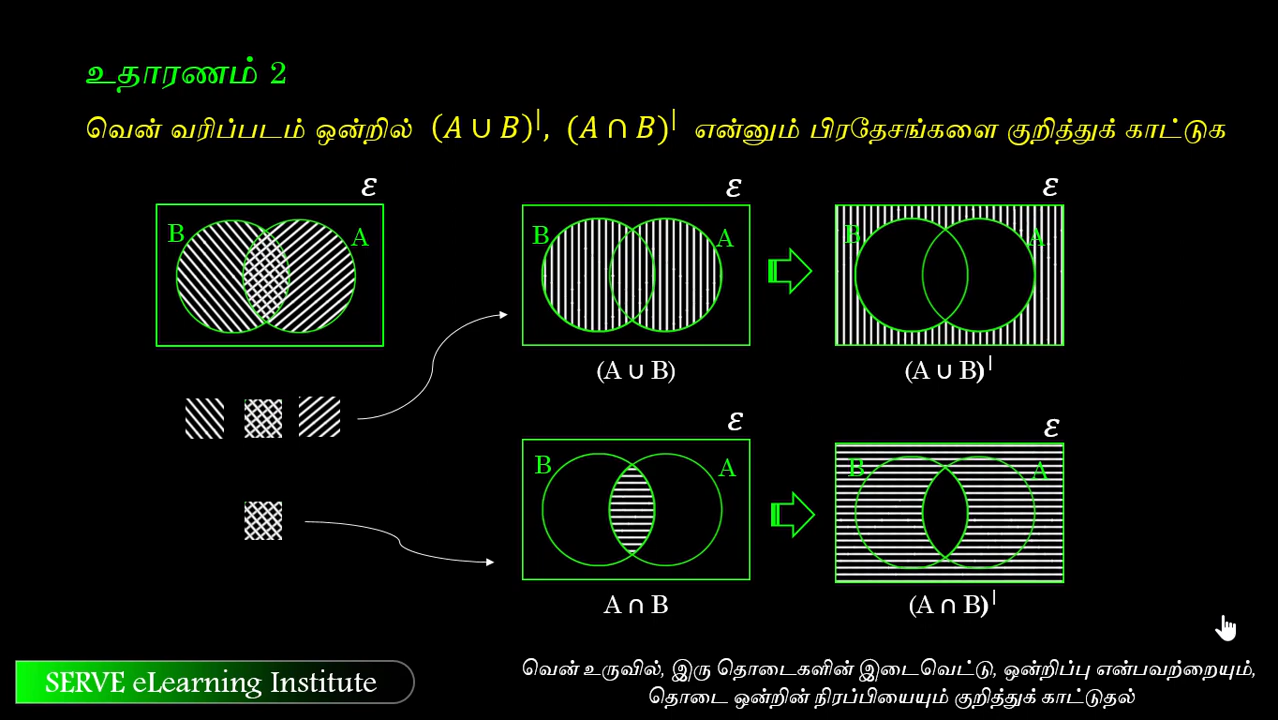 உதாரணம் 2
வென் வரிப்படம் ஒன்றில் (A ∪ B)|, (A ∩ B)| என்னும் பிரதேசங்களை குறித்துக் காட்டுக
ε ε ε
B A B A B A
(A ∪ B) (A ∪ B)|
ε ε
B A B A
A ∩ B (A ∩ B)|
SERVE eLearning Institute
வென் உருவில், இரு தொடைகளின் இடைவெட்டு, ஒன்றிப்பு என்பவற்றையும்,
தொடை ஒன்றின் நிரப்பியையும் குறித்துக் காட்டுதல்